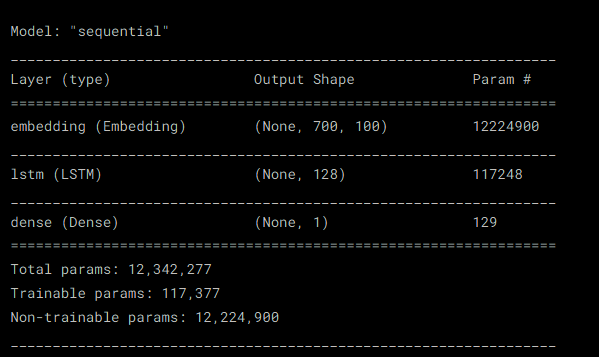 Model: "sequential"
_________________________________________________________________
Layer (type)                 Output Shape              Param #
=================================================================
embedding (Embedding)        (None, 700, 100)          12224900
_________________________________________________________________
lstm (LSTM)                  (None, 128)               117248
_________________________________________________________________
dense (Dense)                (None, 1)                 129
=================================================================
Total params: 12,342,277
Trainable params: 117,377
Non-trainable params: 12,224,900
_________________________________________________________________